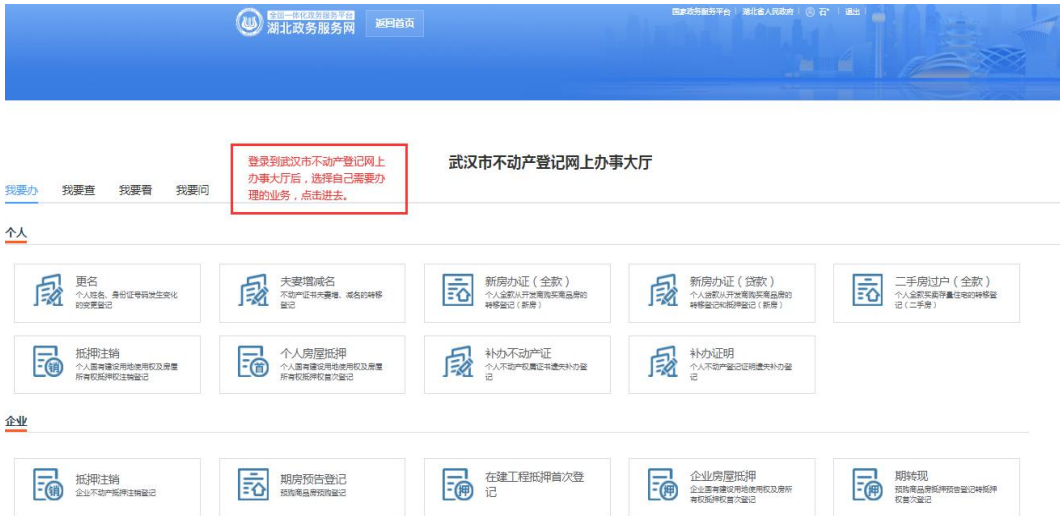 全国一体化政务服务平台
湖北政务服务网
返回首页
国家政务服务平台 | 湖北省人民政府 | 石* | 退出
登录到武汉市不动产登记网上
办事大厅后，选择自己需要办
理的业务，点击进去。
武汉市不动产登记网上办事大厅
我要办 我要查 我要看 我要问
个人
更名
个人姓名、身份证号码发生变化
的变更登记
夫妻增减名
不动产证书夫妻增、减名的转移
登记
新房办证（全款）
个人全款从开发商购买商品房的
转移登记（新房）
新房办证（贷款）
个人贷款从开发商购买商品房的
转移登记和抵押登记（新房）
二手房过户（全款）
个人全款买卖存量住宅的转移登
记（二手房）
销
抵押注销
个人国有建设用地使用权及房屋
所有权抵押权注销登记
首
个人房屋抵押
个人国有建设用地使用权及房屋
所有权抵押权首次登记
补办不动产证
个人不动产权属证书遗失补办登
记
补办证明
个人不动产登记证明遗失补办登
记
企业
销
抵押注销
企业不动产抵押注销登记
期房预告登记
预购商品房预购登记
押
在建工程抵押首次登
记
押
企业房屋抵押
企业国有建设用地使用权及房屋所
有权抵押权首次登记
押
期转现
预购商品房抵押预告登记转抵押
权首次登记